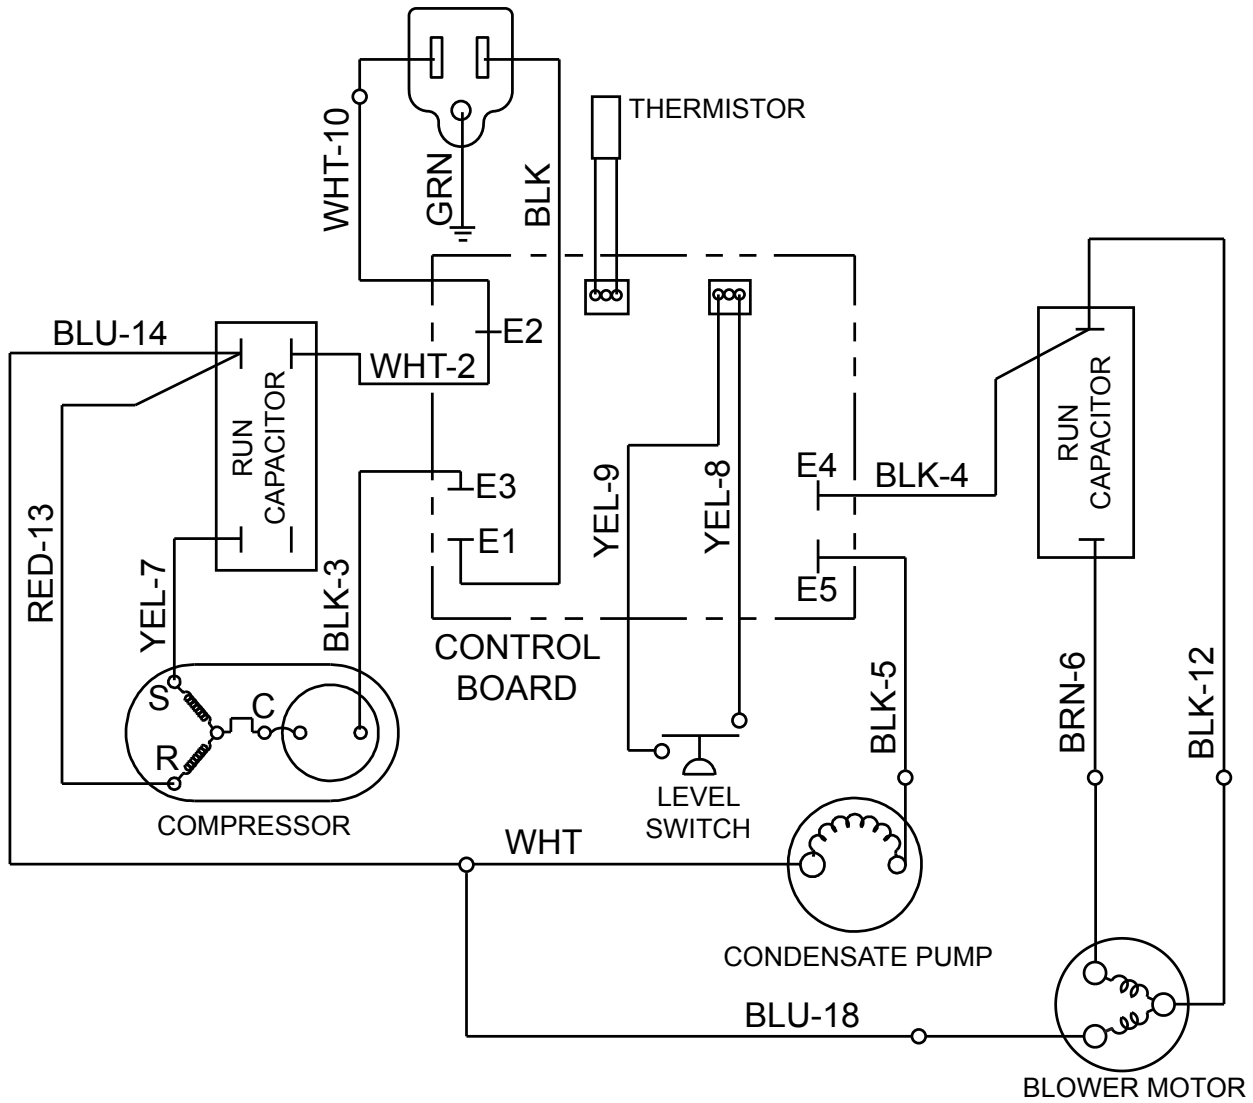 THERMISTOR
WHT-10
GRN
BLK
BLU-14
E2
WHT-2
RUN
CAPACITOR
RUN
CAPACITOR
E4
BLK-4
E3
YEL-9
YEL-8
RED-13
E1
YEL-7
BLK-3
E5
CONTROL
BOARD
BLK-5
BRN-6
BLK-12
S
C
R
LEVEL
SWITCH
COMPRESSOR
WHT
CONDENSATE PUMP
BLU-18
BLOWER MOTOR